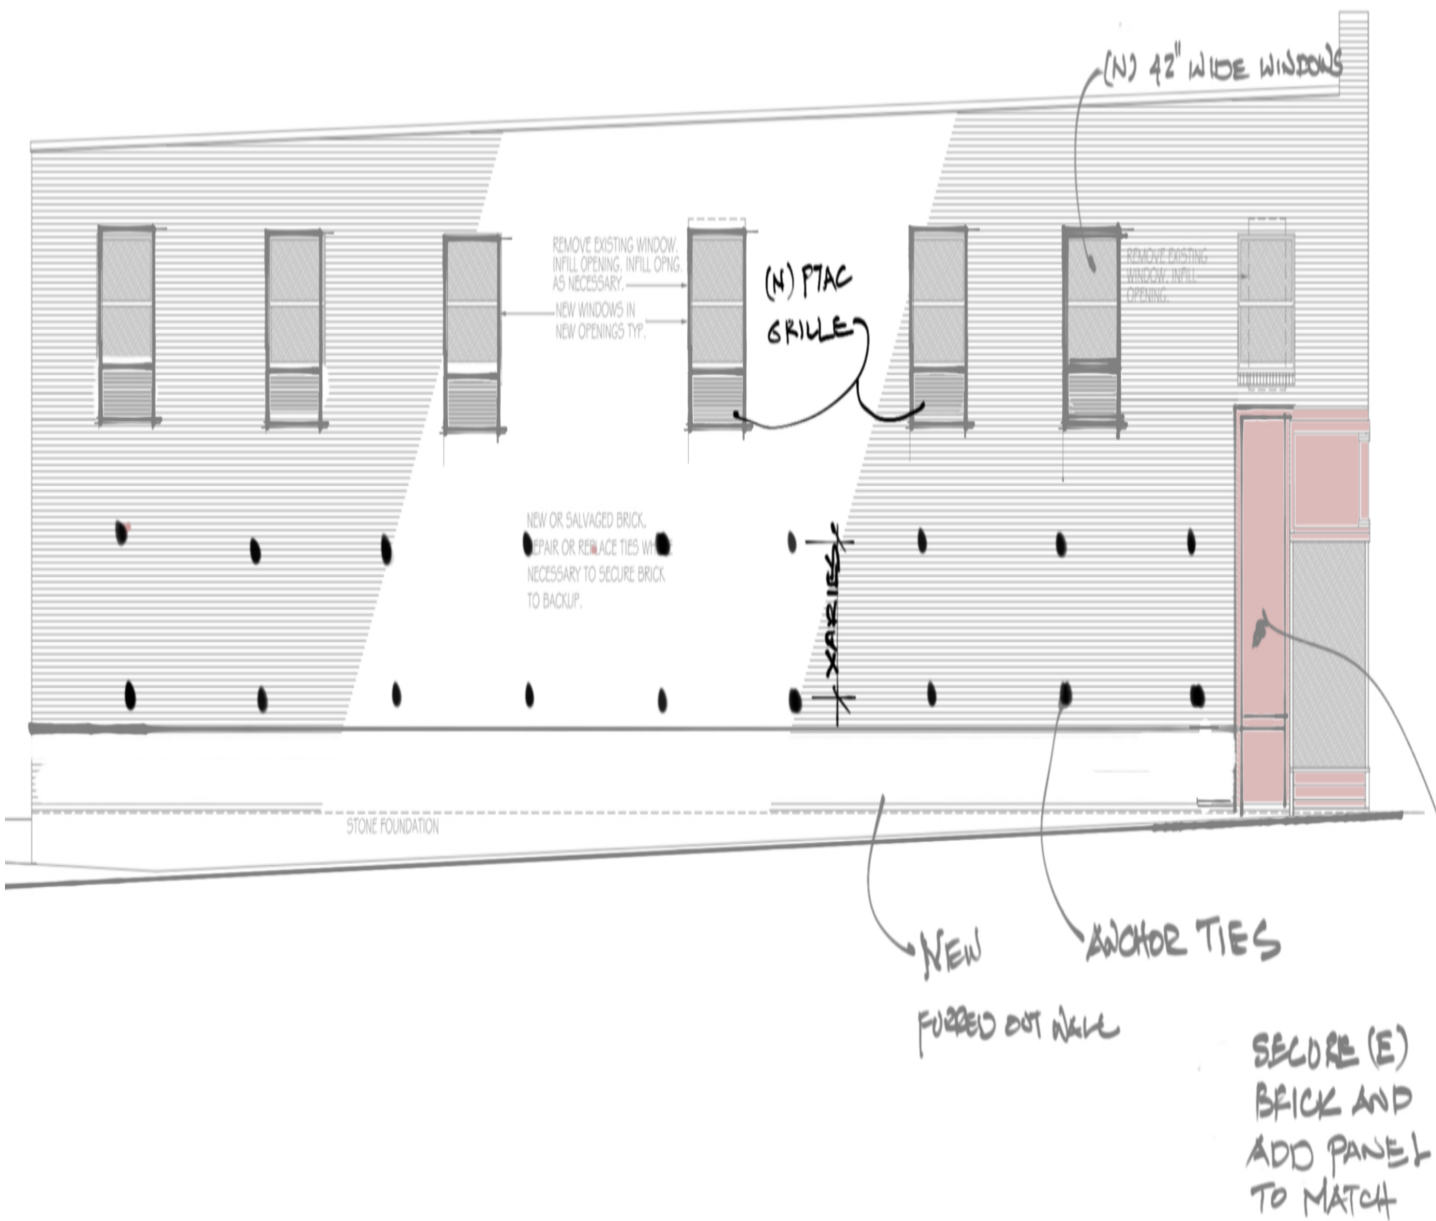 (N) 42" WIDE WINDOWS
REMOVE EXISTING WINDOW.
INFILL OPENING. INFILL OPNG.
AS NECESSARY.
NEW WINDOWS IN
NEW OPENINGS TYP.
(N) PTAC
GRILLE
REMOVE EXISTING
WINDOW. INFILL
OPENING.
NEW OR SALVAGED BRICK.
REPAIR OR REPLACE TIES WHERE
NECESSARY TO SECURE BRICK
TO BACKUP.
VARIES
STONE FOUNDATION
NEW
FURRED OUT WALL
ANCHOR TIES
SECURE (E)
BRICK AND
ADD PANEL
TO MATCH